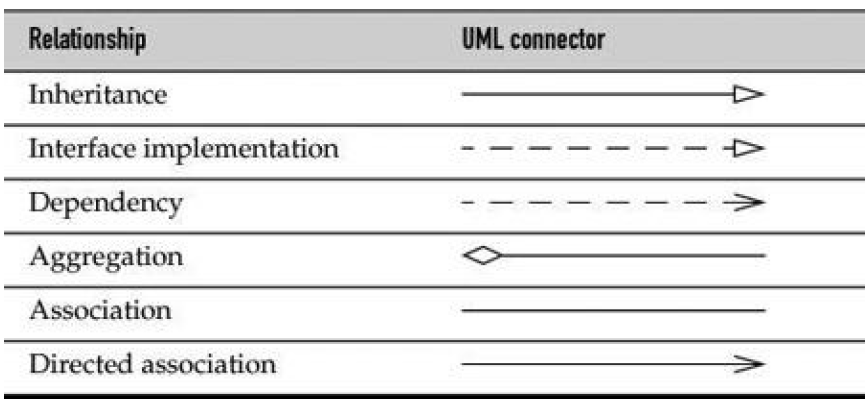 Relationship UML connector
Inheritance
Interface implementation
Dependency
Aggregation
Association
Directed association